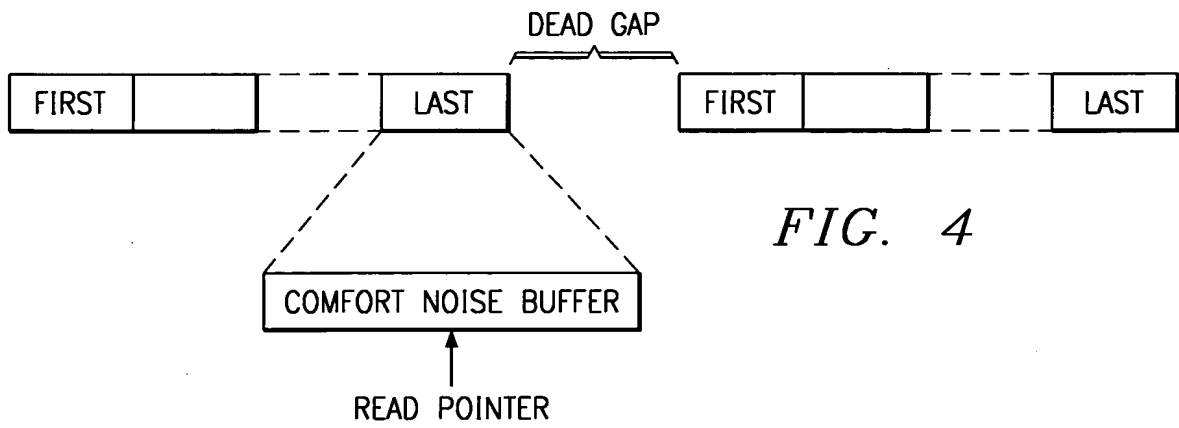 DEAD GAP
FIRST LAST FIRST LAST
FIG. 4
COMFORT NOISE BUFFER
READ POINTER